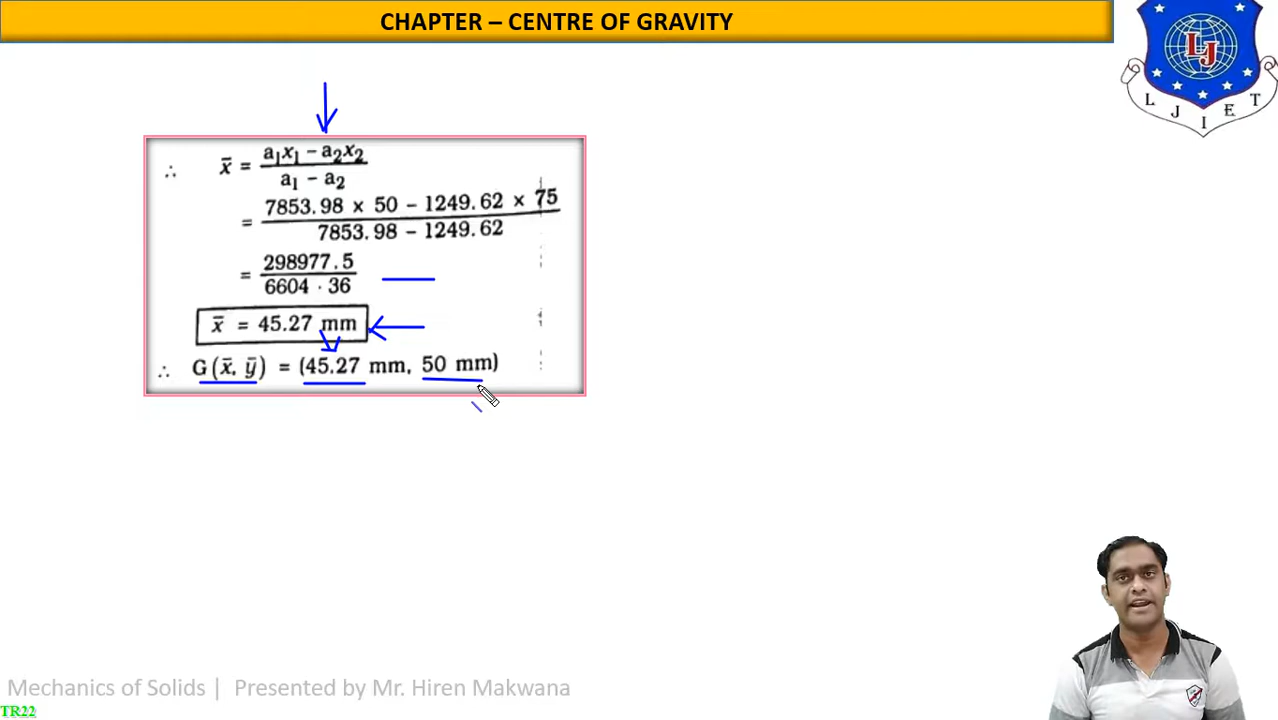 CHAPTER – CENTRE OF GRAVITY
LJ
L J I E T
∴ x̄ = a₁x₁ − a₂x₂
a₁ − a₂
= 7853.98 × 50 − 1249.62 × 75
7853.98 − 1249.62
= 298977.5
6604 · 36
x̄ = 45.27 mm
∴ G (x̄, ȳ) = (45.27 mm, 50 mm)
Mechanics of Solids | Presented by Mr. Hiren Makwana
TR22